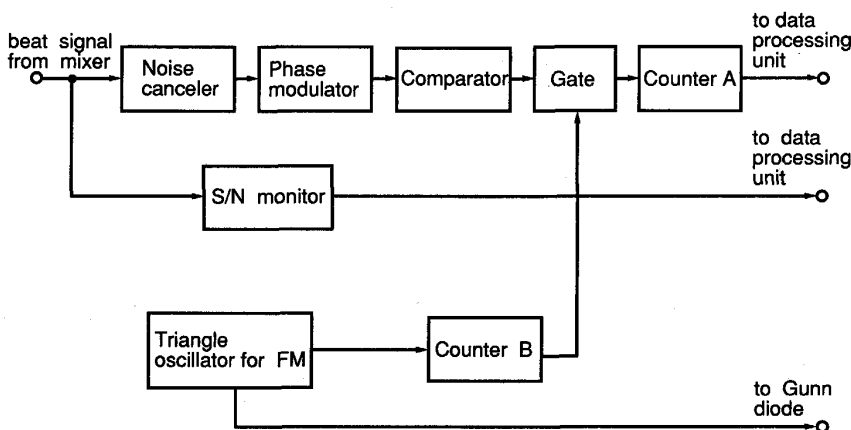 beat signal
from mixer
Noise
canceler
Phase
modulator
Comparator
Gate
Counter A
to data
processing
unit
S/N monitor
to data
processing
unit
Triangle
oscillator for FM
Counter B
to Gunn
diode